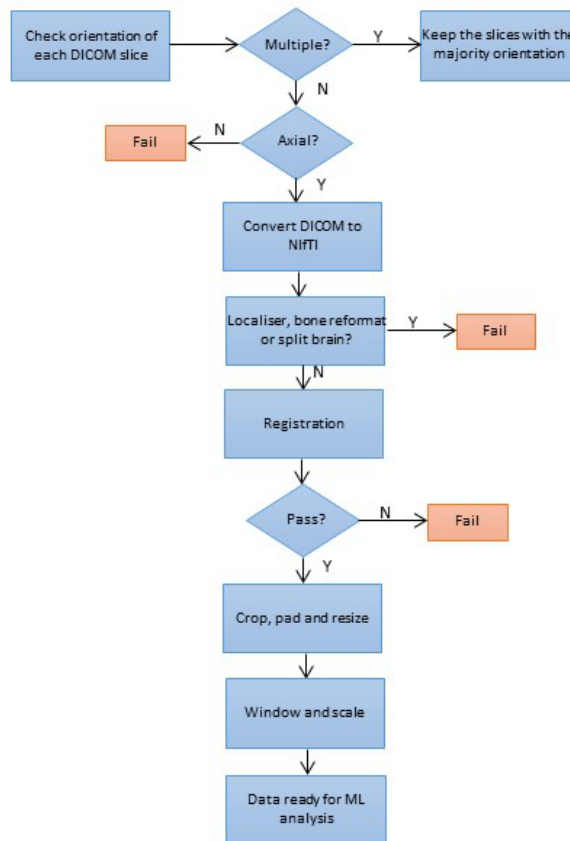 Check orientation of
each DICOM slice
Multiple?
Y
Keep the slices with the
majority orientation
N
Axial?
N
Fail
Y
Convert DICOM to
NIfTI
Localiser, bone reformat
or split brain?
Y
Fail
N
Registration
Pass?
N
Fail
Y
Crop, pad and resize
Window and scale
Data ready for ML
analysis